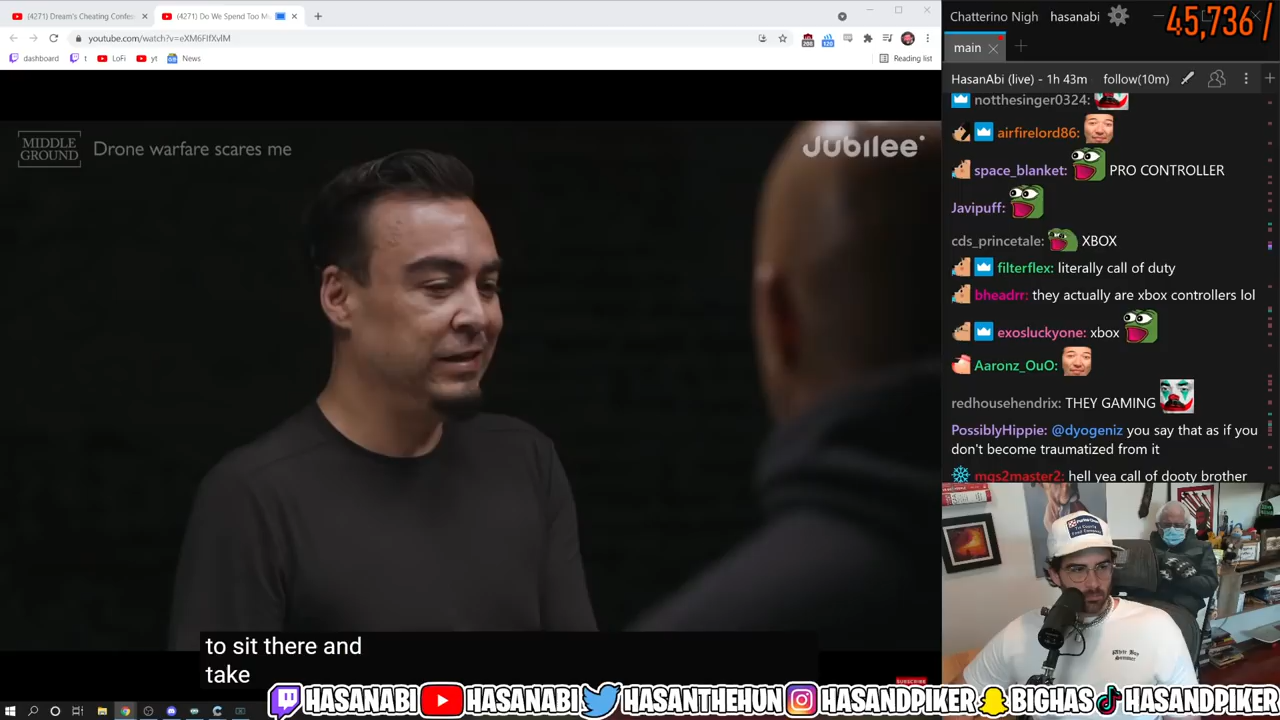 (4271) Dream's Cheating Confes
(4271) Do We Spend Too M
youtube.com/watch?v=eXM6FIfXvlM
dashboard
t
LoFi
yt
News
Reading list
MIDDLE
GROUND
Drone warfare scares me
Jubilee
to sit there and
take
SUBSCRIBE
Chatterino Nigh
hasanabi
45,736 /
main
HasanAbi (live) - 1h 43m
follow(10m)
notthesinger0324:
airfirelord86:
space_blanket: PRO CONTROLLER
Javipuff:
cds_princetale: XBOX
filterflex: literally call of duty
bheadrr: they actually are xbox controllers lol
exosluckyone: xbox
Aaronz_OuO:
redhousehendrix: THEY GAMING
PossiblyHippie: @dyogeniz you say that as if you
don't become traumatized from it
mgs2master2: hell yea call of dooty brother
HASANABI
HASANABI
HASANTHEHUN
HASANDPIKER
BIGHAS
HASANDPIKER